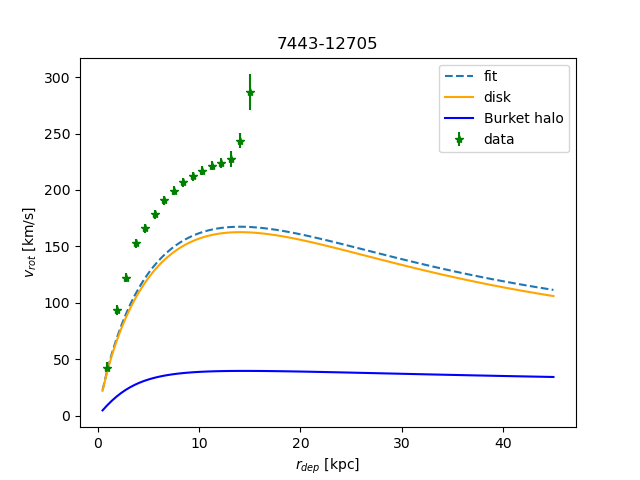 7443-12705
300
250
200
150
100
50
0
v_rot [km/s]
fit
disk
Burket halo
data
0 10 20 30 40
r_dep [kpc]